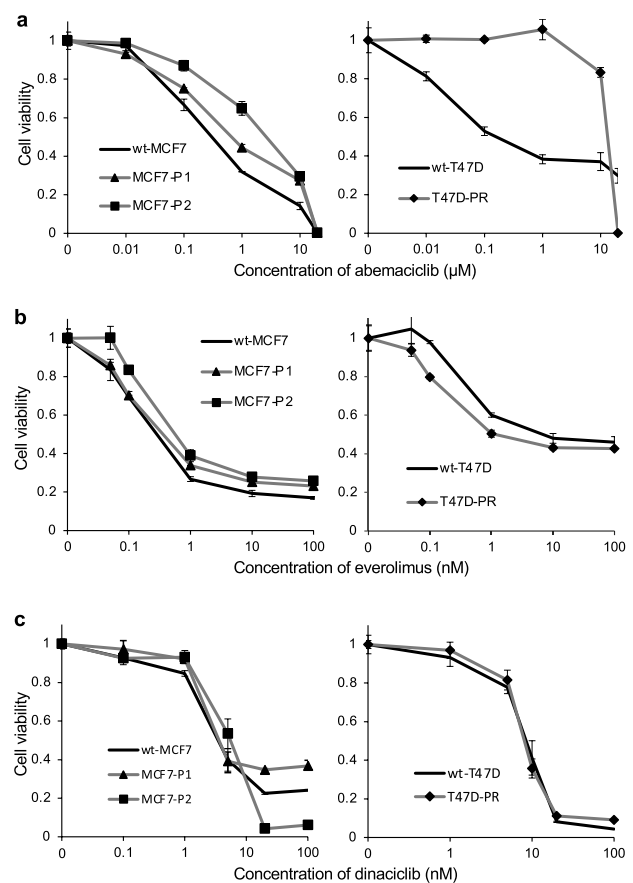 a
Cell viability
1
0.8
0.6
0.4
0.2
0
wt-MCF7
MCF7-P1
MCF7-P2
0 0.01 0.1 1 10
1
0.8
0.6
0.4
0.2
0
wt-T47D
T47D-PR
0 0.01 0.1 1 10
Concentration of abemaciclib (µM)
b
Cell viability
1
0.8
0.6
0.4
0.2
0
wt-MCF7
MCF7-P1
MCF7-P2
0 0.1 1 10 100
1
0.8
0.6
0.4
0.2
0
wt-T47D
T47D-PR
0 0.1 1 10 100
Concentration of everolimus (nM)
c
Cell viability
1
0.8
0.6
0.4
0.2
0
wt-MCF7
MCF7-P1
MCF7-P2
0 0.1 1 10 100
1
0.8
0.6
0.4
0.2
0
wt-T47D
T47D-PR
0 1 10 100
Concentration of dinaciclib (nM)